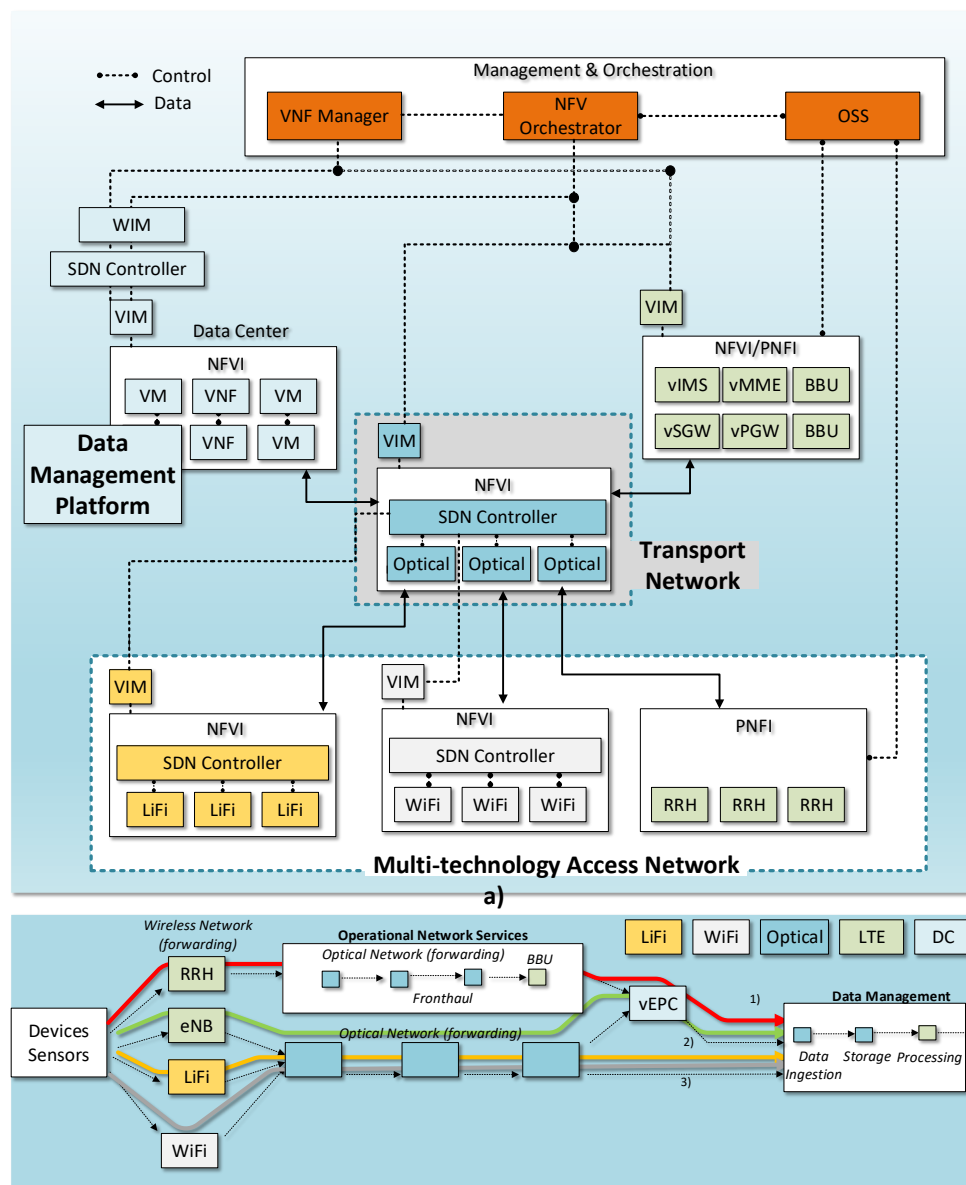 Control
Data
Management & Orchestration
VNF Manager
NFV
Orchestrator
OSS
WIM
SDN Controller
VIM
Data Center
NFVI
VM
VNF
VM
VNF
VM
Data
Management
Platform
VIM
NFVI/PNFI
vIMS
vMME
BBU
vSGW
vPGW
BBU
VIM
NFVI
SDN Controller
Optical
Optical
Optical
Transport
Network
VIM
NFVI
SDN Controller
LiFi
LiFi
LiFi
VIM
NFVI
SDN Controller
WiFi
WiFi
WiFi
PNFI
RRH
RRH
RRH
Multi-technology Access Network
a)
Wireless Network
(forwarding)
Operational Network Services
LiFi
WiFi
Optical
LTE
DC
Optical Network (forwarding)
BBU
Fronthaul
RRH
eNB
LiFi
WiFi
Devices
Sensors
Optical Network (forwarding)
vEPC
1)
2)
3)
Data Management
Data
Ingestion
Storage
Processing